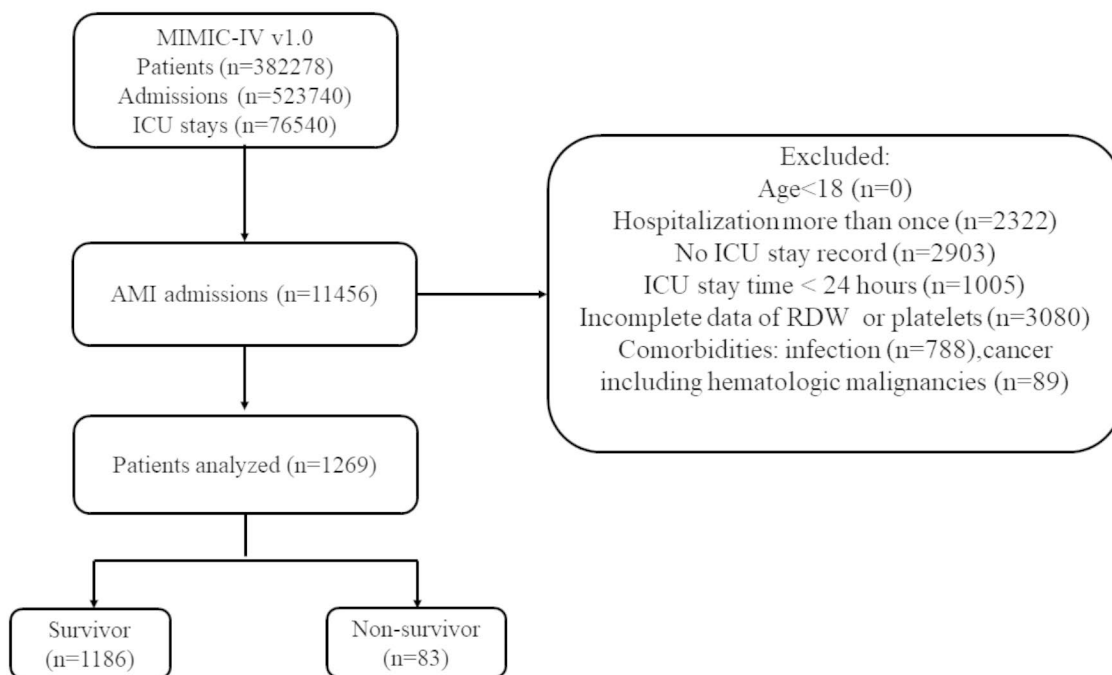 MIMIC-IV v1.0
Patients (n=382278)
Admissions (n=523740)
ICU stays (n=76540)
Excluded:
Age<18 (n=0)
Hospitalization more than once (n=2322)
No ICU stay record (n=2903)
ICU stay time < 24 hours (n=1005)
Incomplete data of RDW or platelets (n=3080)
Comorbidities: infection (n=788),cancer
including hematologic malignancies (n=89)
AMI admissions (n=11456)
Patients analyzed (n=1269)
Survivor
(n=1186)
Non-survivor
(n=83)